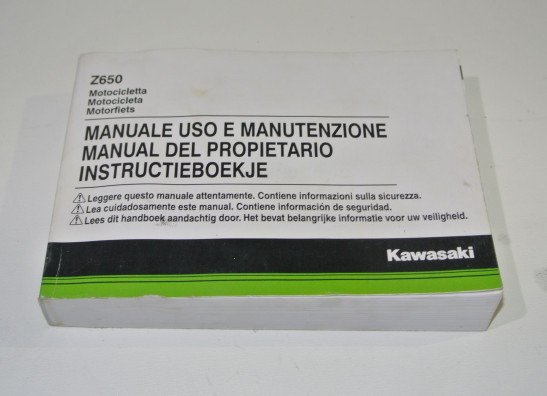 Z650
Motocicletta
Motocicleta
Motorfiets
MANUALE USO E MANUTENZIONE
MANUAL DEL PROPIETARIO
INSTRUCTIEBOEKJE
Leggere questo manuale attentamente. Contiene informazioni sulla sicurezza.
Lea cuidadosamente este manual. Contiene información de seguridad.
Lees dit handboek aandachtig door. Het bevat belangrijke informatie voor uw veiligheid.
Kawasaki